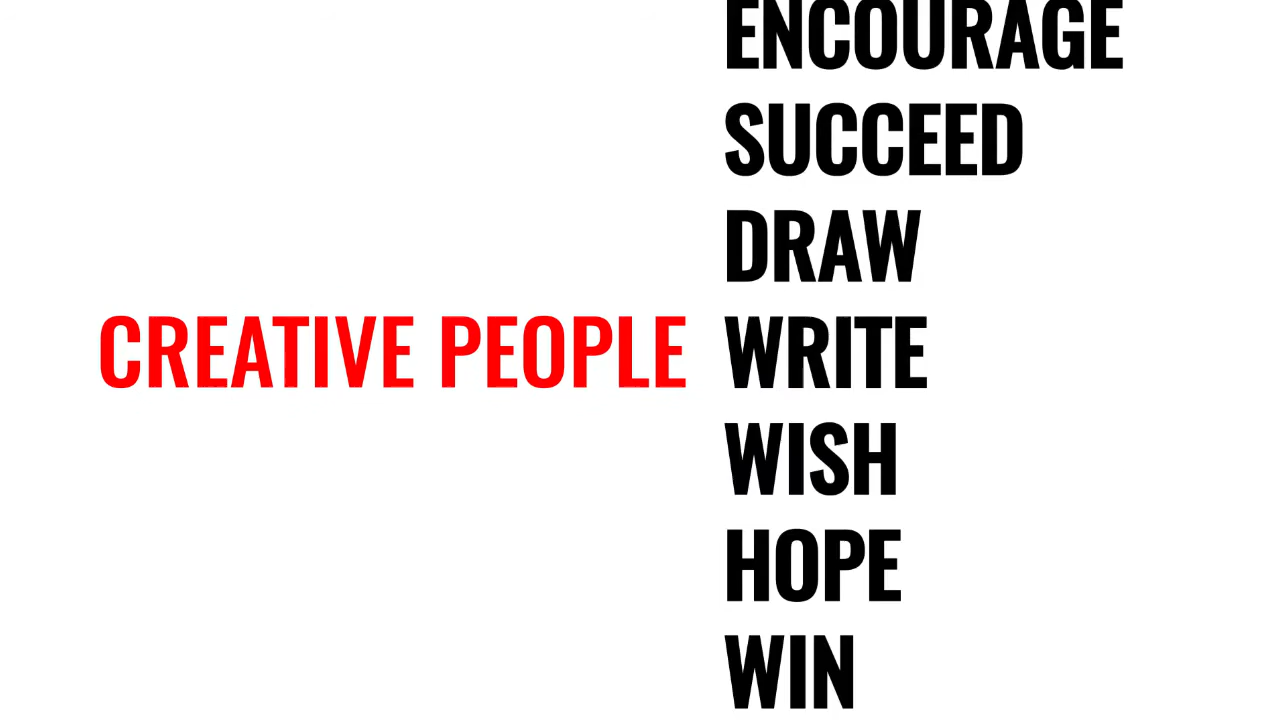 ENCOURAGE
SUCCEED
DRAW
CREATIVE PEOPLE WRITE
WISH
HOPE
WIN